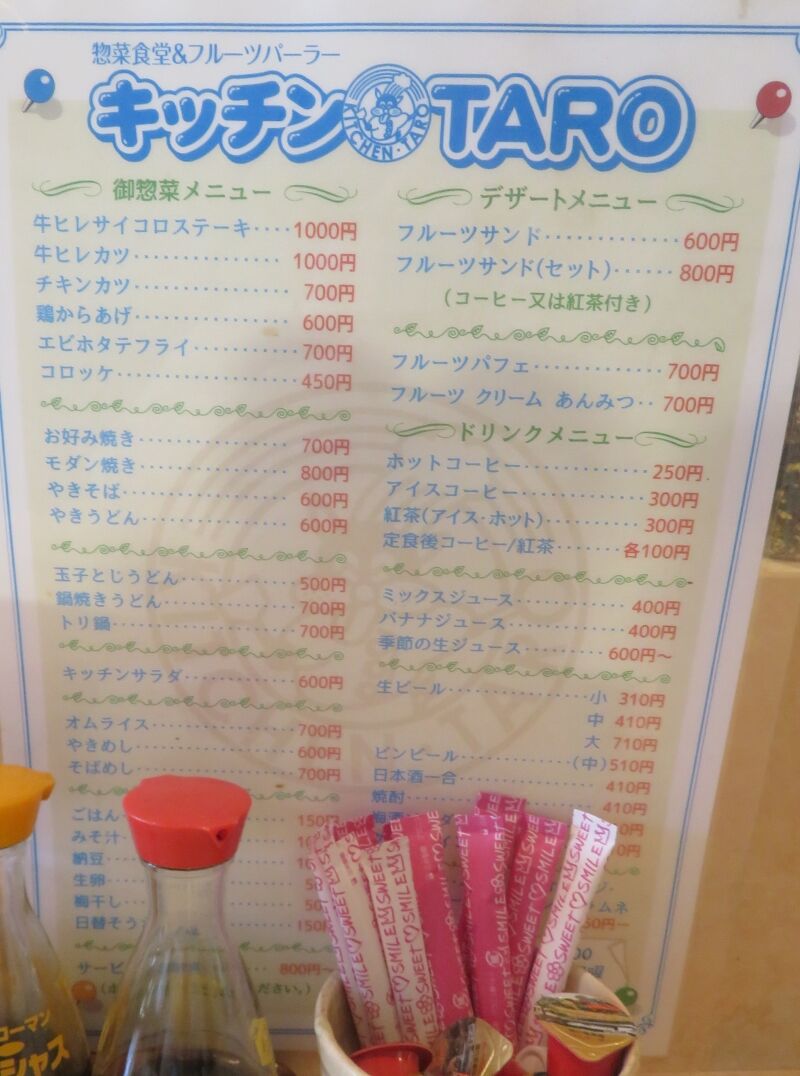 惣菜食堂&フルーツパーラー
キッチン KITCHEN・TARO TARO
御惣菜メニュー
牛ヒレサイコロステーキ････1000円
牛ヒレカツ･･････････････1000円
チキンカツ･･････････････700円
鶏からあげ･･････････････600円
エビホタテフライ･･････････700円
コロッケ････････････････450円
お好み焼き･･････････････700円
モダン焼き･･････････････800円
やきそば････････････････600円
やきうどん･･････････････600円
玉子とじうどん････････････500円
鍋焼きうどん･････････････700円
トリ鍋･･････････････････700円
キッチンサラダ････････････600円
オムライス･･････････････700円
やきめし････････････････600円
そばめし････････････････700円
ごはん 150円
みそ汁
納豆
生卵
梅干し 50
日替そう 150円
サービ 800円～
ださい。)
デザートメニュー
フルーツサンド･････････････600円
フルーツサンド(セット)･･････800円
(コーヒー又は紅茶付き)
フルーツパフェ･････････････700円
フルーツ クリーム あんみつ･･700円
ドリンクメニュー
ホットコーヒー････････････250円
アイスコーヒー････････････300円
紅茶(アイス･ホット)･････････300円
定食後コーヒー/紅茶･･･････各100円
ミックスジュース･･･････････400円
バナナジュース････････････400円
季節の生ジュース･････････600円～
生ビール･･････････････小 310円
中 410円
大 710円
ビンビール･･････････(中)510円
日本酒一合･･････････････410円
焼酎･･････････････････410円
ムネ
SWEET♡SMILE
SWEET♡SMILE
SWEET♡SMILE